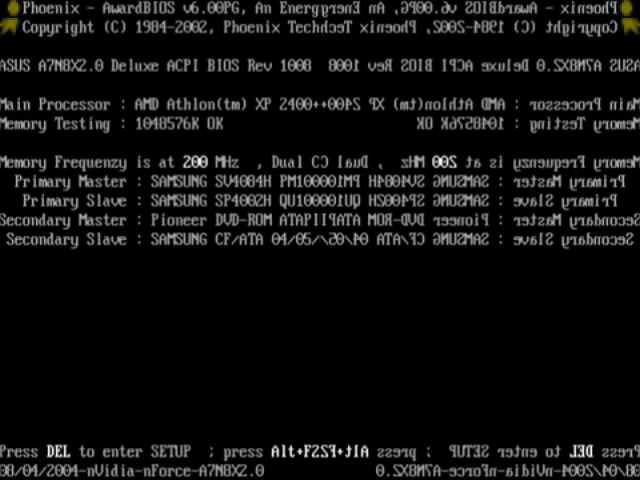 Phoenix - AwardBIOS v6.00PG, An Energ
Copyright (C) 1984-2002, Phoenix Tech
ASUS A7N8X2.0 Deluxe ACPI BIOS Rev 1008
Main Processor : AMD Athlon(tm) XP 2400+
Memory Testing : 1048576K OK
Memory Frequenzy is at 200 MHz , Dual C
Primary Master : SAMSUNG SV4084H PM100
Primary Slave : SAMSUNG SP4002H QU100
Secondary Master : Pioneer DVD-ROM ATAPI
Secondary Slave : SAMSUNG CF/ATA 04/05/
Press DEL to enter SETUP ; press Alt+F2
08/04/2004-nVidia-nForce-A7N8X2.0